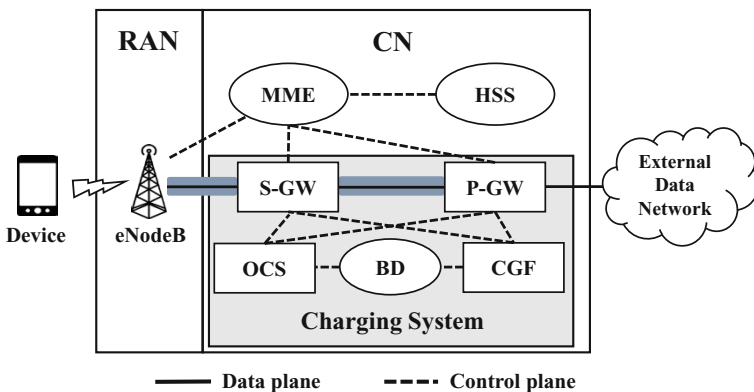 RAN
CN
MME
HSS
S-GW
P-GW
External
Data
Network
Device
eNodeB
OCS
BD
CGF
Charging System
Data plane
Control plane